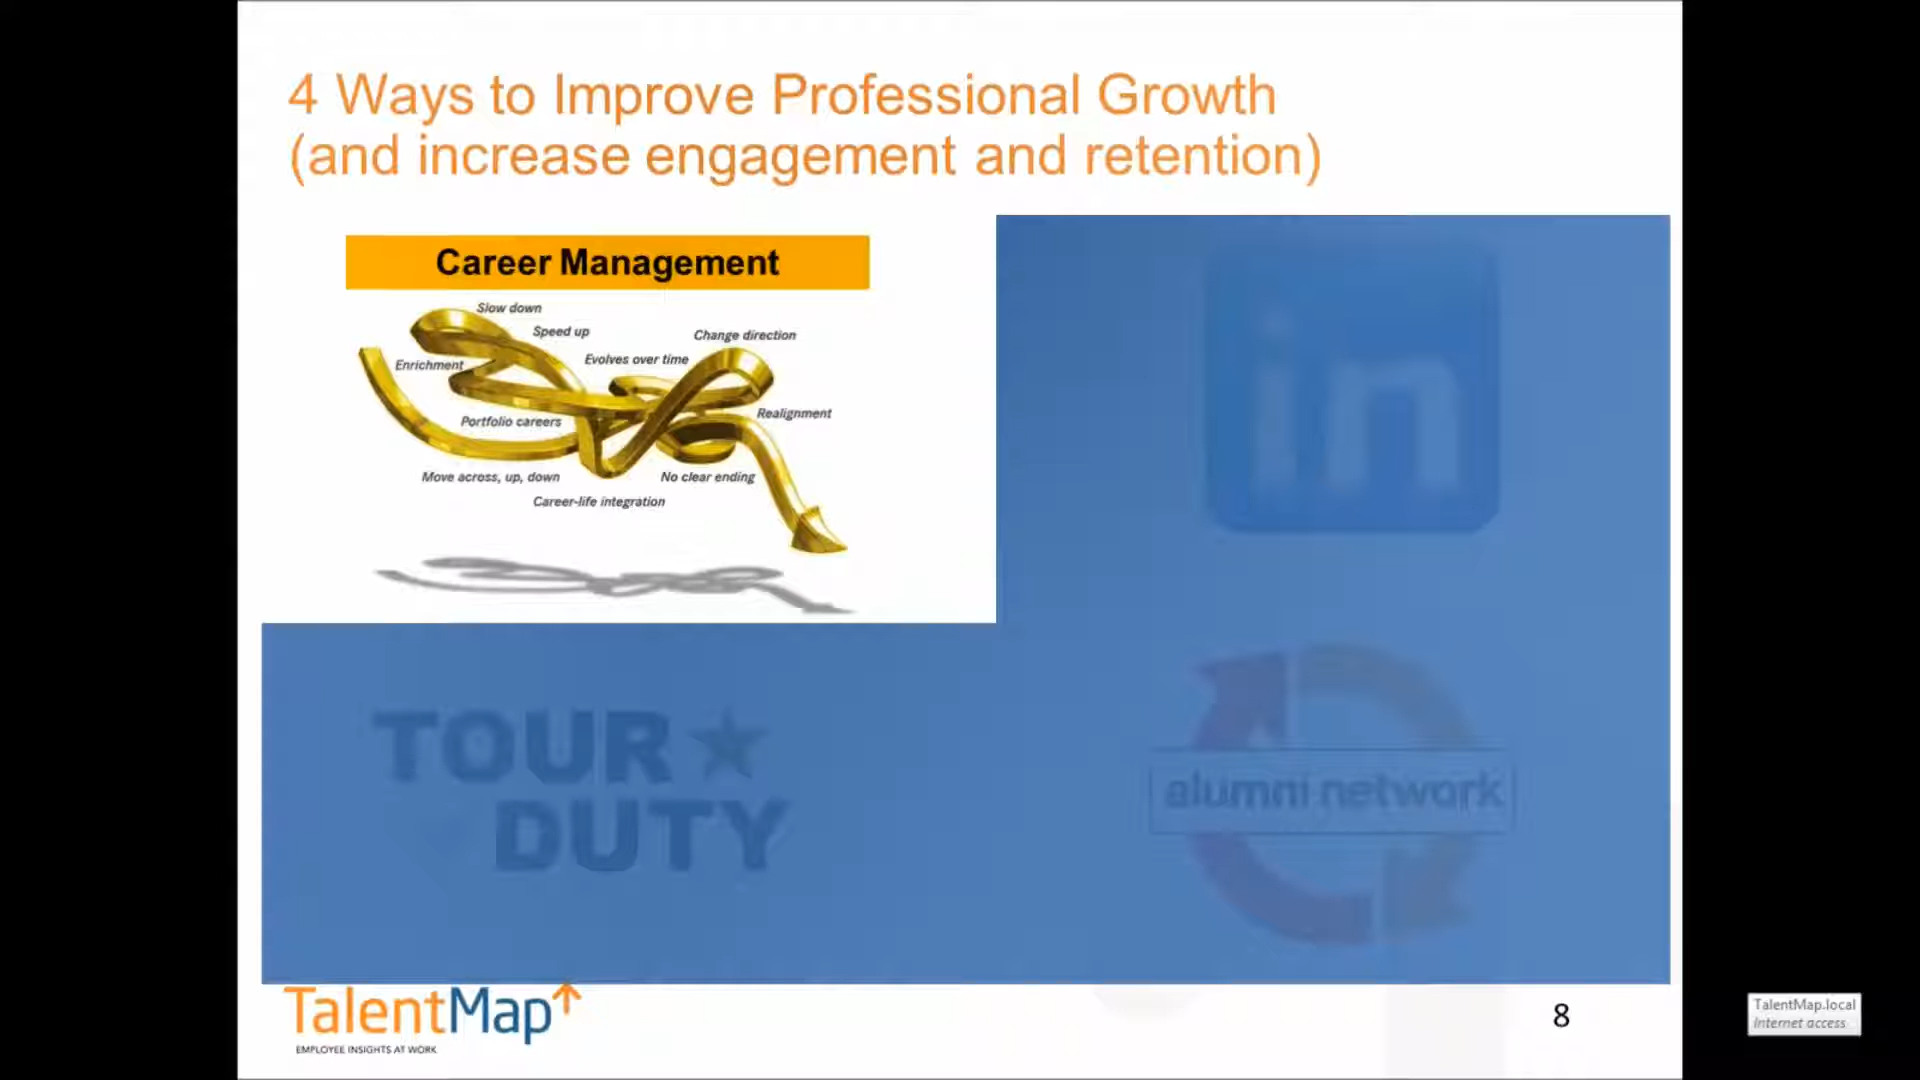 4 Ways to Improve Professional Growth
(and increase engagement and retention)
Career Management
Slow down
Speed up
Change direction
Evolves over time
Enrichment
Realignment
Portfolio careers
Move across, up, down
No clear ending
Career-life integration
in
TOUR
DUTY
alumni network
TalentMap
EMPLOYEE INSIGHTS AT WORK
8
TalentMap.local
Internet access